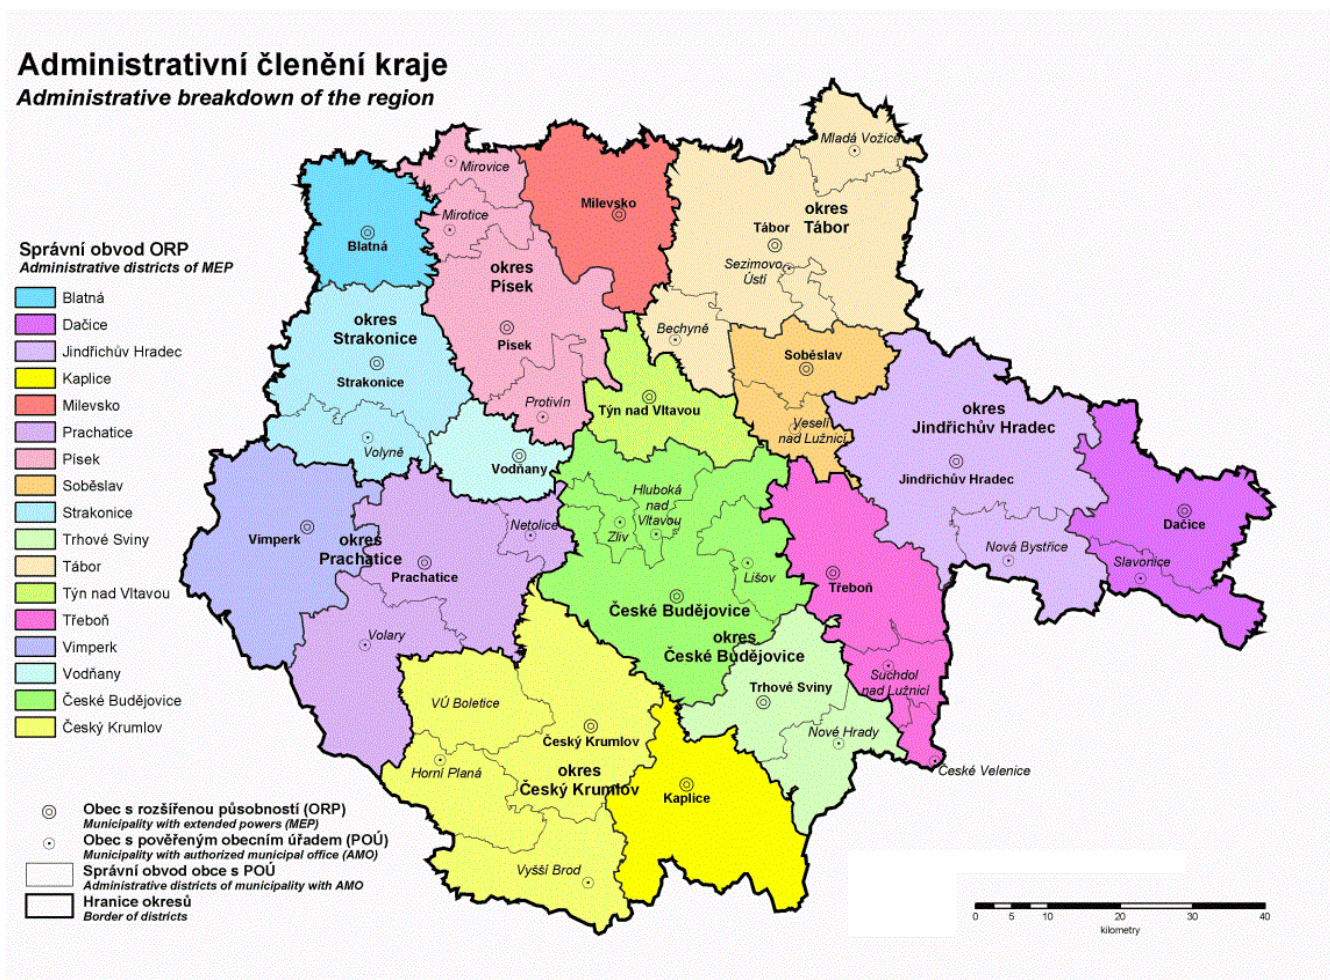 Administrativní členění kraje
Administrative breakdown of the region
Mladá Vožice
Mirovice
Milevsko
Mirotice
okres
Tábor
Tábor
Blatná
Sezimovo
Ústí
okres
Písek
Správní obvod ORP
Administrative districts of MEP
Blatná
Dačice
Jindřichův Hradec
Kaplice
Milevsko
Prachatice
Písek
Soběslav
Strakonice
Trhové Sviny
Tábor
Týn nad Vltavou
Třeboň
Vimperk
Vodňany
České Budějovice
Český Krumlov
okres
Strakonice
Písek
Bechyně
Soběslav
Strakonice
Protivín
Týn nad Vltavou
Veselí
nad Lužnicí
okres
Jindřichův Hradec
Volyně
Vodňany
Jindřichův Hradec
Hluboká
nad
Vltavou
Zliv
Netolice
Dačice
Vimperk
okres
Prachatice
Prachatice
Nová Bystřice
Slavonice
Lišov
Třeboň
České Budějovice
okres
České Budějovice
Volary
Suchdol
nad Lužnicí
Trhové Sviny
VÚ Boletice
Nové Hrady
Český Krumlov
Horní Planá
okres
Český Krumlov
České Velenice
Kaplice
Vyšší Brod
Obec s rozšířenou působností (ORP)
Municipality with extended powers (MEP)
Obec s pověřeným obecním úřadem (POÚ)
Municipality with authorized municipal office (AMO)
Správní obvod obce s POÚ
Administrative districts of municipality with AMO
Hranice okresů
Border of districts
0 5 10 20 30 40
kilometry